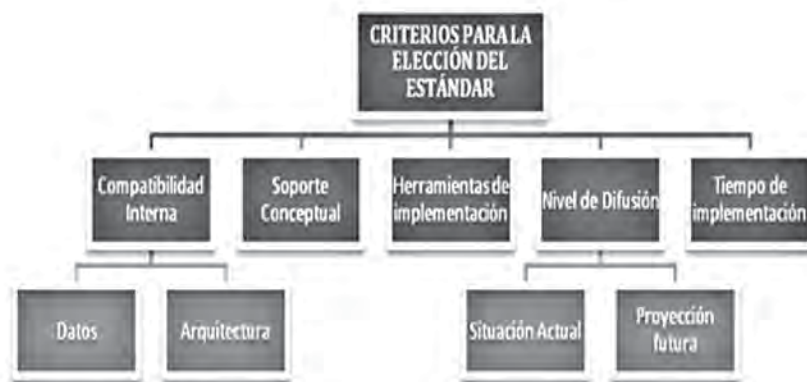 CRITERIOS PARA LA
ELECCIÓN DEL
ESTÁNDAR
Compatibilidad
Interna
Soporte
Conceptual
Herramientas de
implementación
Nivel de Difusión
Tiempo de
implementación
Datos
Arquitectura
Situación Actual
Proyección
futura